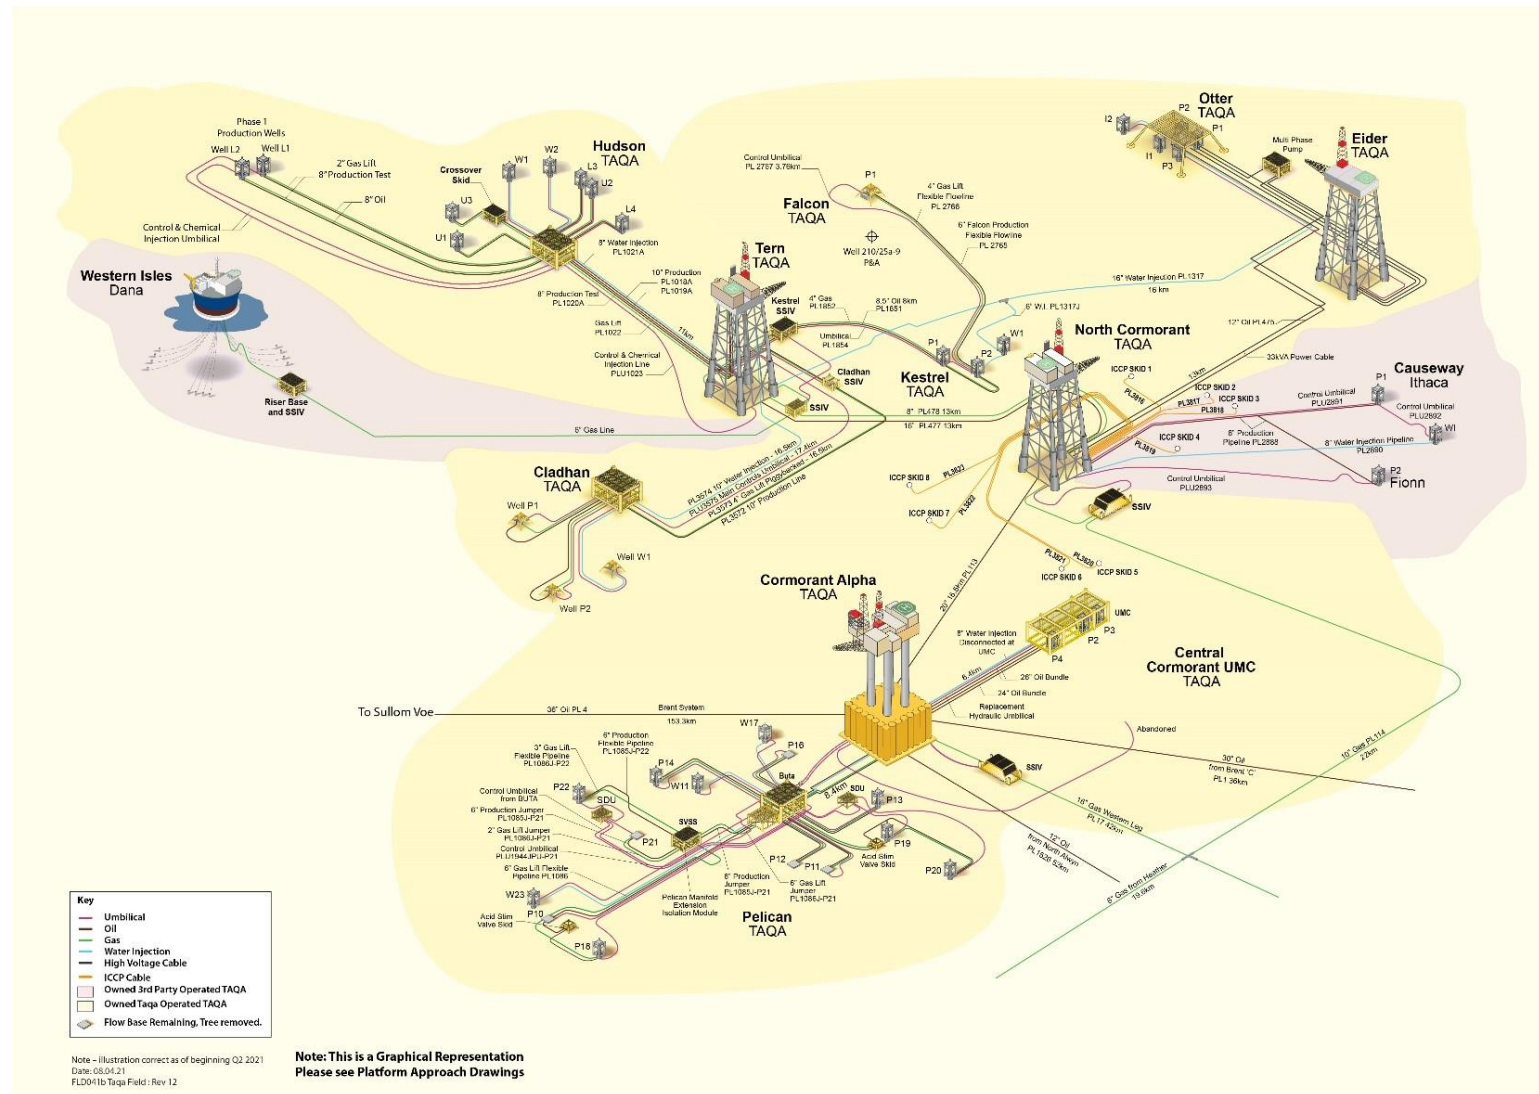 Phase 1
Production Wells
Well L2
Well L1
2" Gas Lift
8" Production Test
8" Oil
Control & Chemical
Injection Umbilical
Hudson
TAQA
W1
W2
L3
U2
L4
Crossover
Skid
U3
U1
8" Water Injection
PL1021A
10" Production
PL1018A
PL1019A
8" Production Test
PL1020A
Gas Lift
PL1022
11km
Control & Chemical
Injection Line
PLU1023
Western Isles
Dana
Riser Base
and SSIV
6" Gas Line
Tern
TAQA
Kestrel
SSIV
Cladhan
SSIV
SSIV
Control Umbilical
PL 2767 3.76km
Falcon
TAQA
P1
4" Gas Lift
Flexible Flowline
PL 2766
6" Falcon Production
Flexible Flowline
PL 2765
Well 210/25a-9
P&A
4" Gas
PL1852
8.5" Oil 8km
PL1851
Umbilical
PL1854
P1
P2
W1
Kestrel
TAQA
16" Water Injection PL1317
16 km
8" W.I. PL1317J
8" PL478 13km
16" PL477 13km
Otter
TAQA
I2
P2
P1
I1
P3
Multi Phase
Pump
Eider
TAQA
12" Oil PL475
33kVA Power Cable
13km
North Cormorant
TAQA
ICCP SKID 1
PL3816
ICCP SKID 2
PL3817
ICCP SKID 3
PL3818
ICCP SKID 4
PL3819
ICCP SKID 8
PL3823
ICCP SKID 7
PL3822
PL3821
ICCP SKID 6
PL3820
ICCP SKID 5
Causeway
Ithaca
P1
Control Umbilical
PLU2891
Control Umbilical
PLU2892
WI
6" Production
Pipeline PL2888
8" Water Injection Pipeline
PL2890
P2
Fionn
Control Umbilical
PLU2893
SSIV
Cladhan
TAQA
Well P1
Well P2
Well W1
PL3574 10" Water Injection - 16.5km
PLU3575 Main Controls Umbilical - 17.4km
PL3573 4" Gas Lift Piggybacked - 16.5km
PL3572 10" Production Line
Cormorant Alpha
TAQA
20" 16.8km PL113
8" Water Injection
Disconnected at
UMC
6.4km
26" Oil Bundle
24" Oil Bundle
Replacement
Hydraulic Umbilical
UMC
P3
P2
P4
Central
Cormorant UMC
TAQA
To Sullom Voe
36" Oil PL 4
Brent System
153.3km
Abandoned
SSIV
30" Oil
from Brent 'C'
PL1 36km
10" Gas PL114
22km
16" Gas Western Leg
PL17 42km
12" Oil
from North Alwyn
8" Gas from Heather
19.6km
W17
P16
6" Production
Flexible Pipeline
PL1085J-P22
3" Gas Lift
Flexible Pipeline
PL1086J-P22
P14
W11
Buta
8.4km
P22
SDU
Control Umbilical
from BUTA
6" Production Jumper
PL1085J-P21
2" Gas Lift Jumper
PL1086J-P21
Control Umbilical
PLU1944JPU-P21
6" Gas Lift Flexible
Pipeline PL1086
P21
SVSS
SDU
P13
P19
Acid Stim
Valve Skid
P20
P12
P11
6" Gas Lift
Jumper
PL1086J-P21
8" Production
Jumper
PL1085J-P21
Pelican Manifold
Extension
Isolation Module
W23
P10
Acid Stim
Valve Skid
P18
Pelican
TAQA
Key
Umbilical
Oil
Gas
Water Injection
High Voltage Cable
ICCP Cable
Owned 3rd Party Operated TAQA
Owned Taqa Operated TAQA
Flow Base Remaining, Tree removed.
Note – illustration correct as of beginning Q2 2021
Date: 08.04.21
FLD041b Taqa Field : Rev 12
Note: This is a Graphical Representation
Please see Platform Approach Drawings